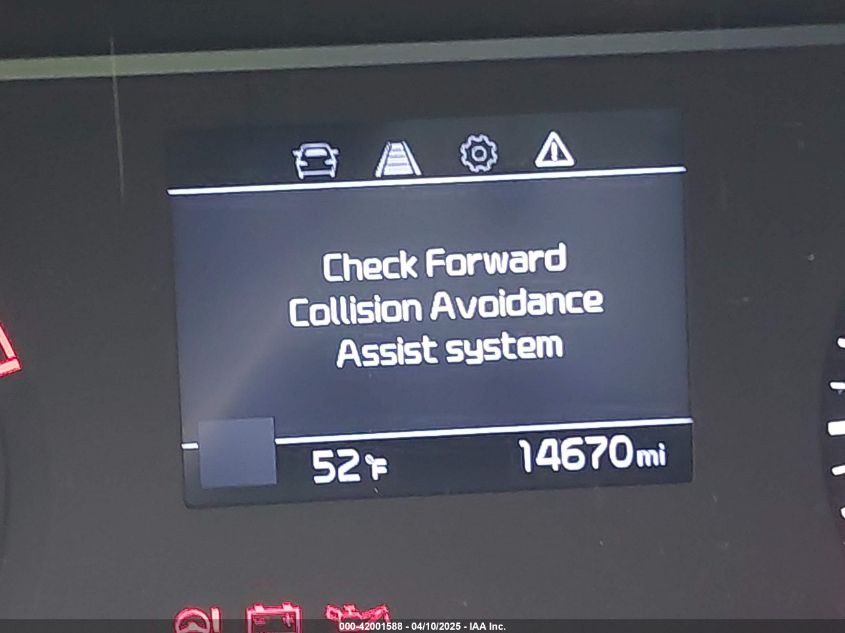 Check Forward
Collision Avoidance
Assist system
52°F 14670mi
000-42001588 - 04/10/2025 - IAA Inc.